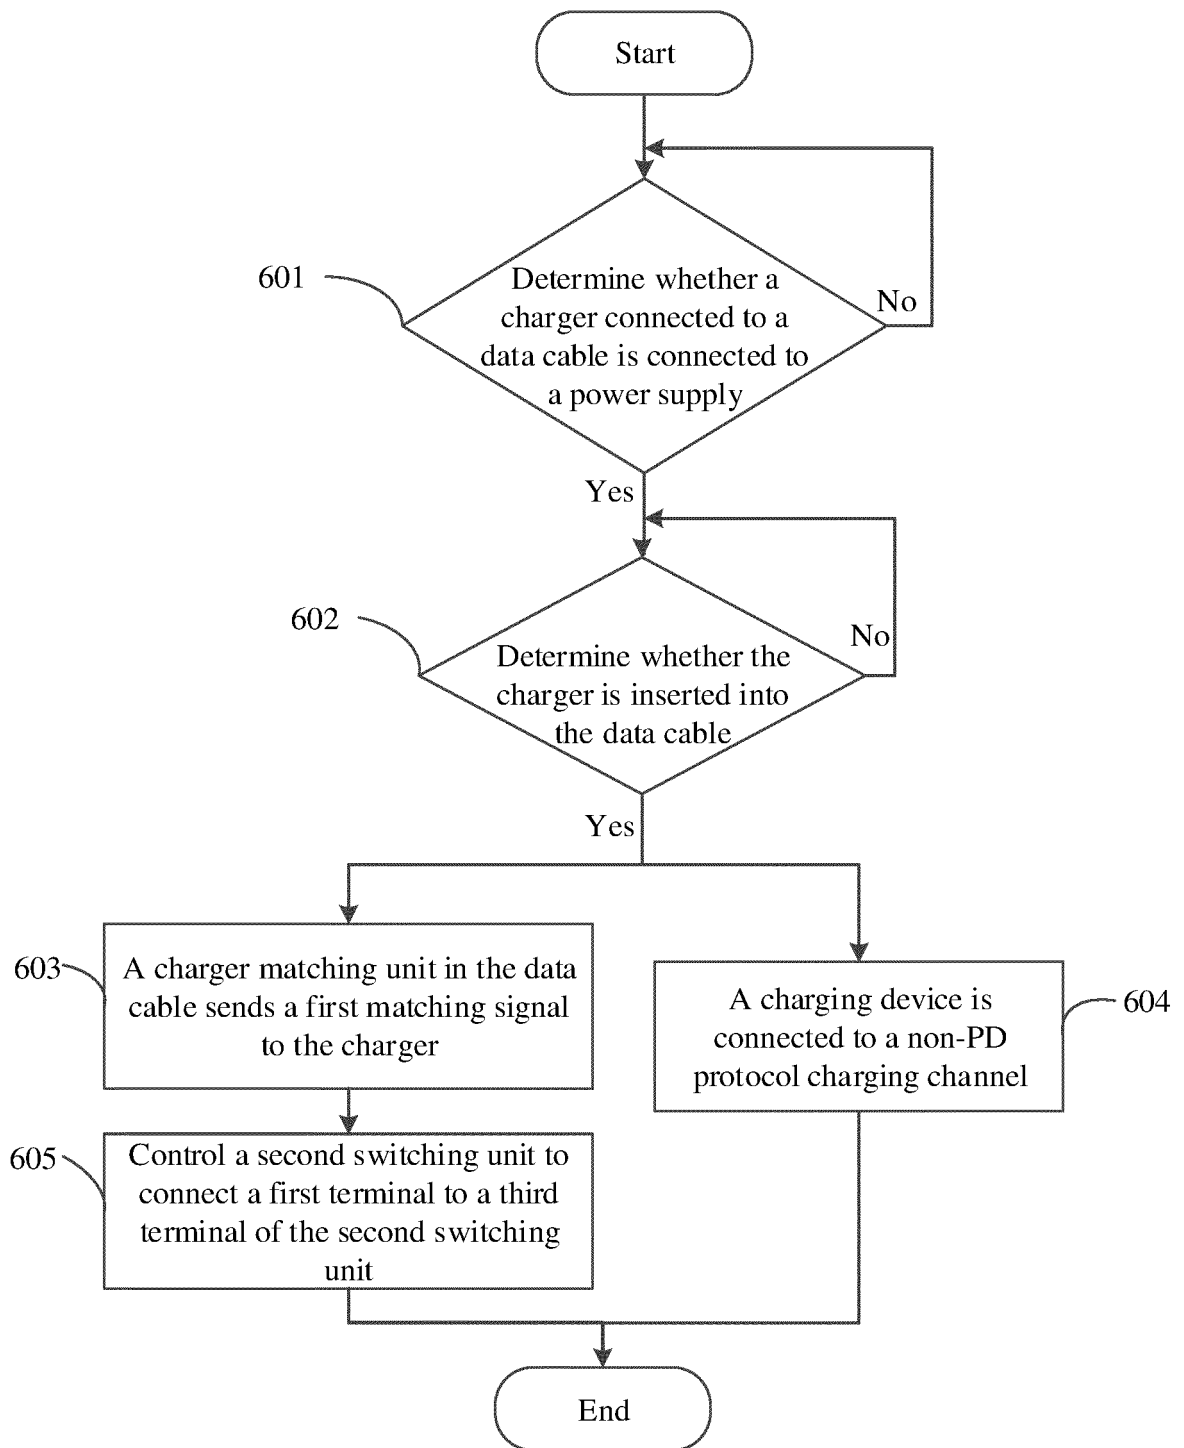 Start
601
Determine whether a
charger connected to a
data cable is connected to
a power supply
No
Yes
602
Determine whether the
charger is inserted into
the data cable
No
Yes
603
A charger matching unit in the data
cable sends a first matching signal
to the charger
A charging device is
connected to a non-PD
protocol charging channel
604
605
Control a second switching unit to
connect a first terminal to a third
terminal of the second switching
unit
End